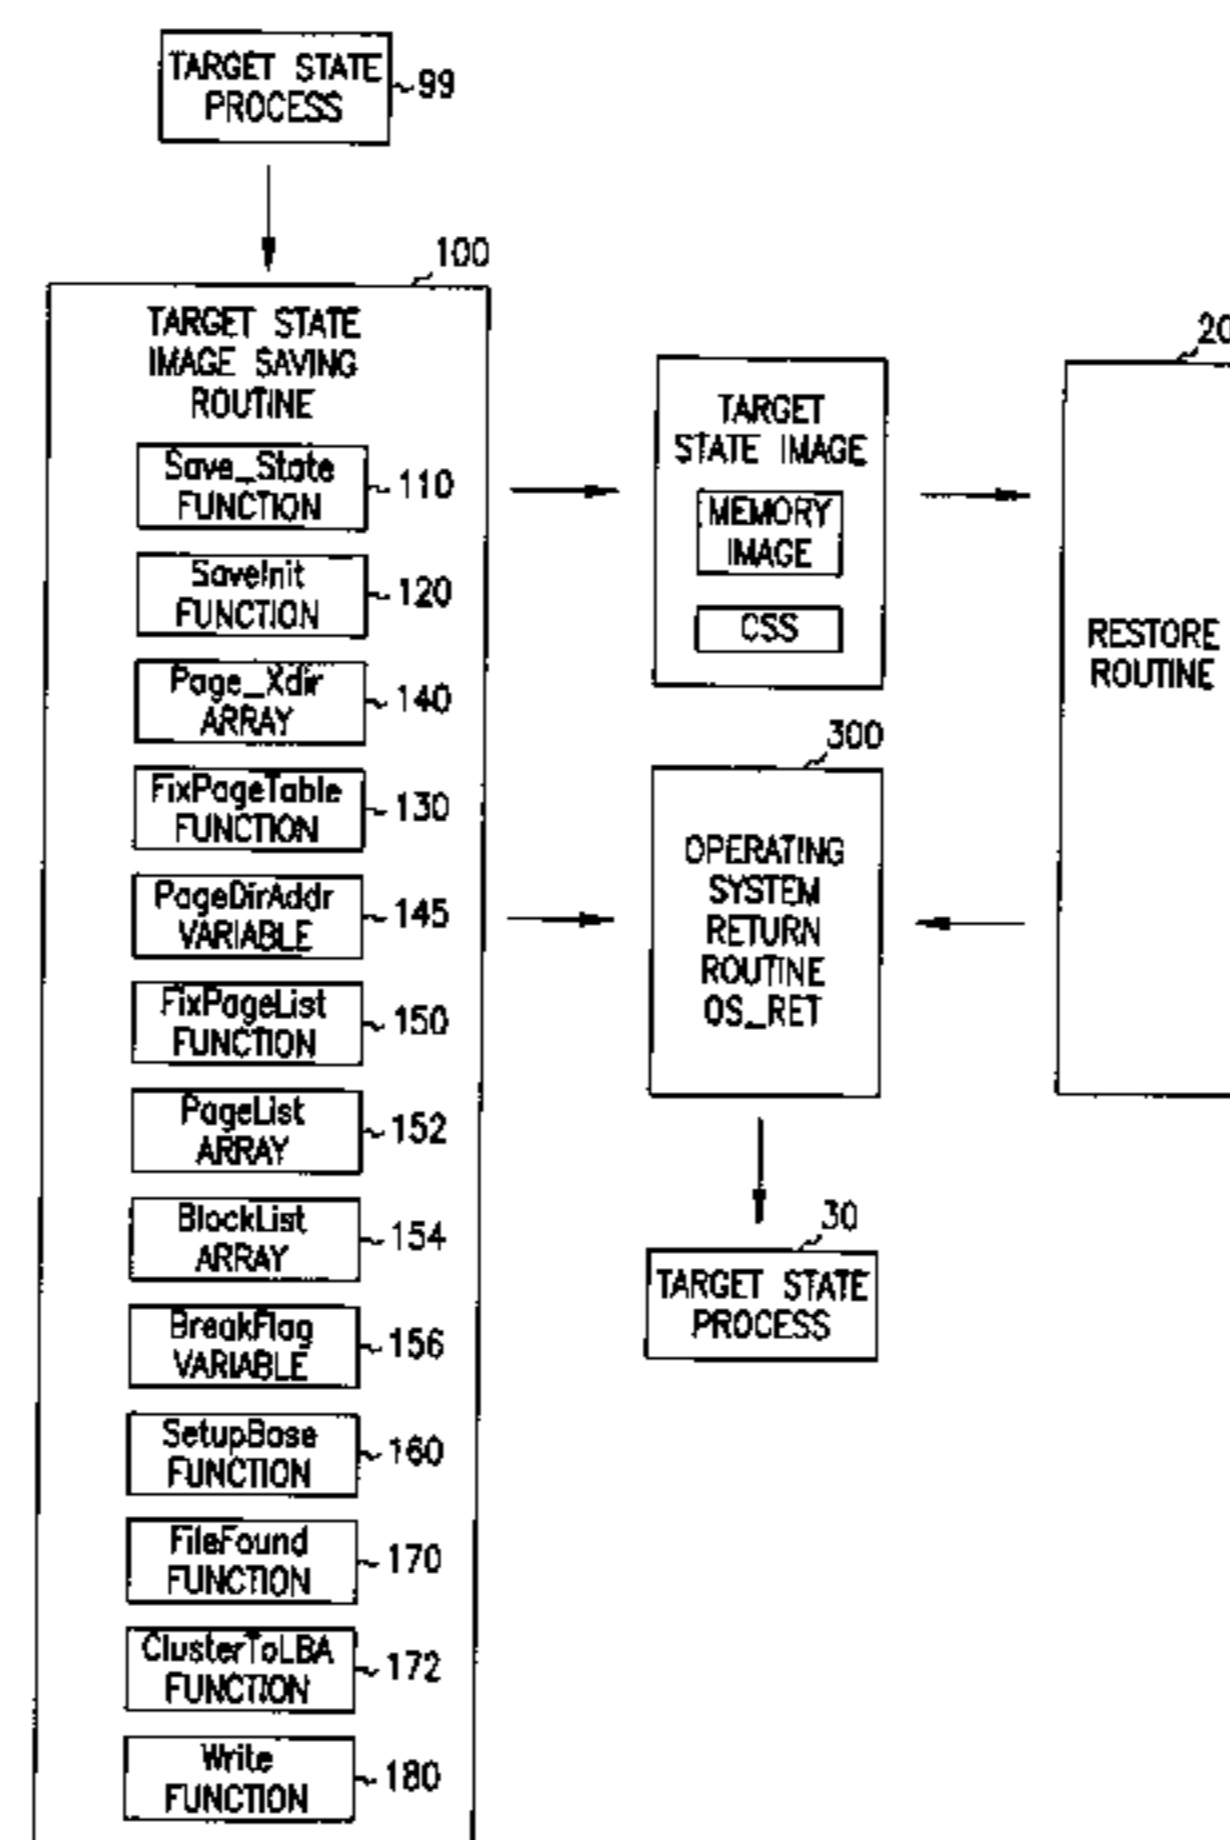 TARGET STATE
PROCESS
99
100
TARGET STATE
IMAGE SAVING
ROUTINE
Save_State
FUNCTION
110
SaveInit
FUNCTION
120
Page_Xdir
ARRAY
140
FixPageTable
FUNCTION
130
PageDirAddr
VARIABLE
145
FixPageList
FUNCTION
150
PageList
ARRAY
152
BlockList
ARRAY
154
BreakFlag
VARIABLE
156
SetupBase
FUNCTION
160
FileFound
FUNCTION
170
ClusterToLBA
FUNCTION
172
Write
FUNCTION
180
TARGET
STATE IMAGE
MEMORY
IMAGE
CSS
300
OPERATING
SYSTEM
RETURN
ROUTINE
OS_RET
30
TARGET STATE
PROCESS
RESTORE
ROUTINE